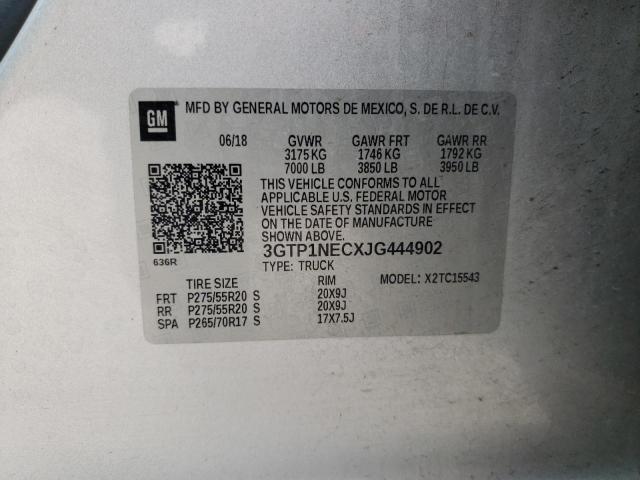 GM
MFD BY GENERAL MOTORS DE MEXICO, S. DE R.L. DE C.V.
06/18 GVWR GAWR FRT GAWR RR
3175 KG 1746 KG 1792 KG
7000 LB 3850 LB 3950 LB
THIS VEHICLE CONFORMS TO ALL
APPLICABLE U.S. FEDERAL MOTOR
VEHICLE SAFETY STANDARDS IN EFFECT
ON THE DATE OF MANUFACTURE
SHOWN ABOVE.
636R
3GTP1NECXJG444902
TYPE: TRUCK
TIRE SIZE RIM MODEL: X2TC15543
FRT P275/55R20 S 20X9J
RR P275/55R20 S 20X9J
SPA P265/70R17 S 17X7.5J